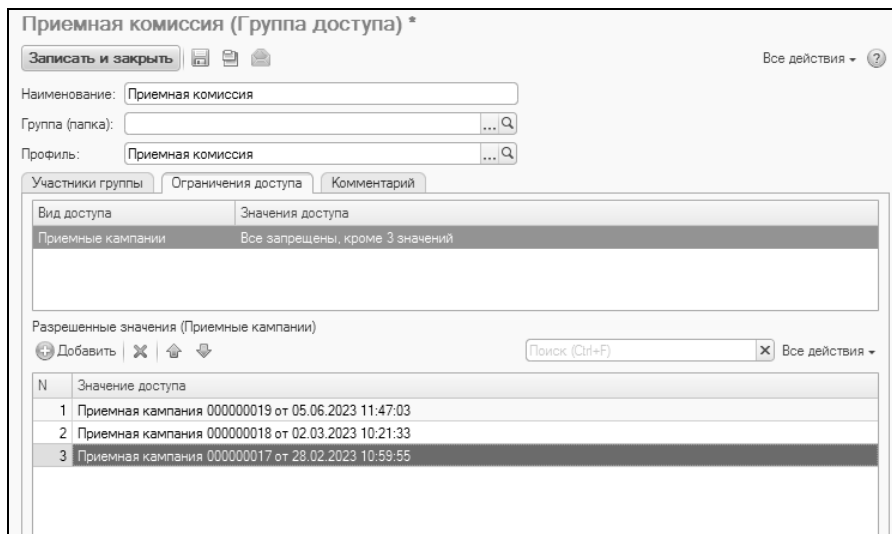 Приемная комиссия (Группа доступа) *
Записать и закрыть Все действия ?
Наименование: Приемная комиссия
Группа (папка): ...
Профиль: Приемная комиссия ...
Участники группы Ограничения доступа Комментарий
Вид доступа Значения доступа
Приемные кампании Все запрещены, кроме 3 значений
Разрешенные значения (Приемные кампании)
Добавить Поиск (Ctrl+F) Все действия
N Значение доступа
1 Приемная кампания 000000019 от 05.06.2023 11:47:03
2 Приемная кампания 000000018 от 02.03.2023 10:21:33
3 Приемная кампания 000000017 от 28.02.2023 10:59:55